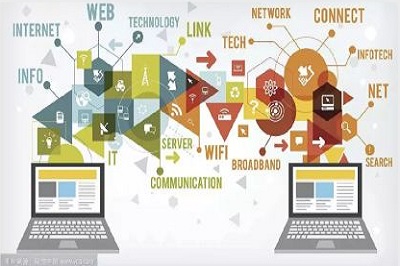 WEB
INTERNET
TECHNOLOGY
LINK
NETWORK
CONNECT
TECH
INFOTECH
INFO
NET
IT
SERVER
WIFI
BROADBAND
SEARCH
COMMUNICATION